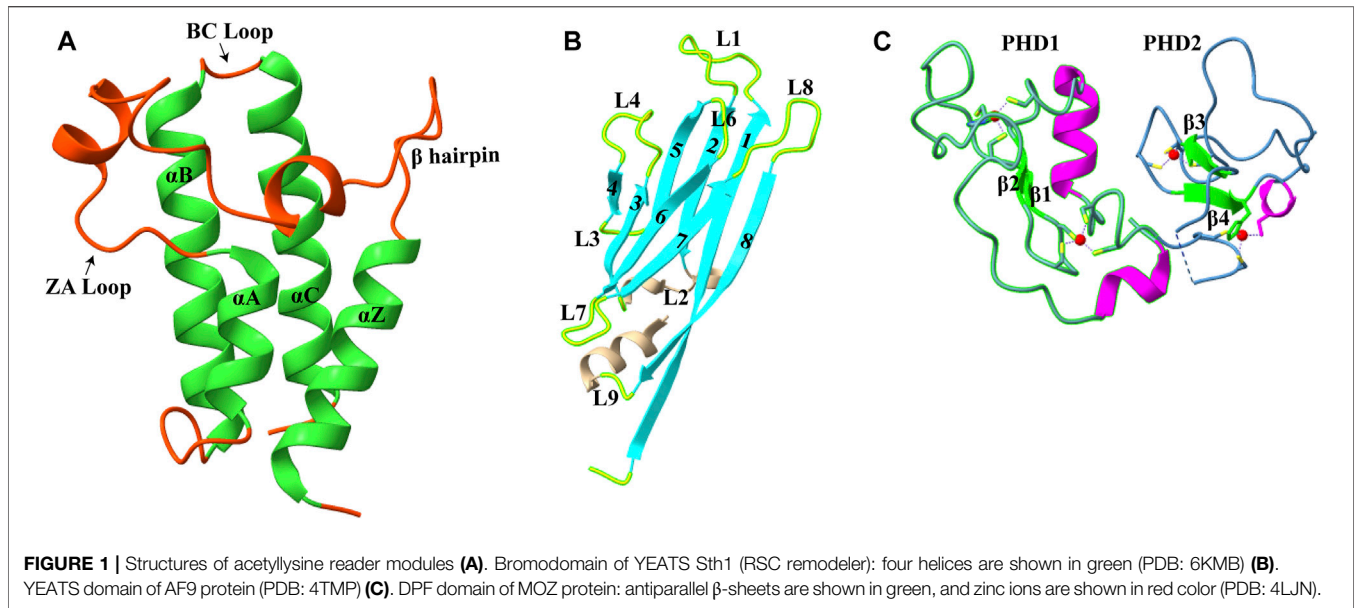 A
BC Loop
αB
β hairpin
ZA Loop
αA
αC
αZ
B
L1
L8
L4
L6
5
2
1
4
3
6
L3
7
8
L2
L7
L9
C
PHD1
PHD2
β3
β2
β1
β4
FIGURE 1 | Structures of acetyllysine reader modules (A). Bromodomain of YEATS Sth1 (RSC remodeler): four helices are shown in green (PDB: 6KMB) (B).
YEATS domain of AF9 protein (PDB: 4TMP) (C). DPF domain of MOZ protein: antiparallel β-sheets are shown in green, and zinc ions are shown in red color (PDB: 4LJN).